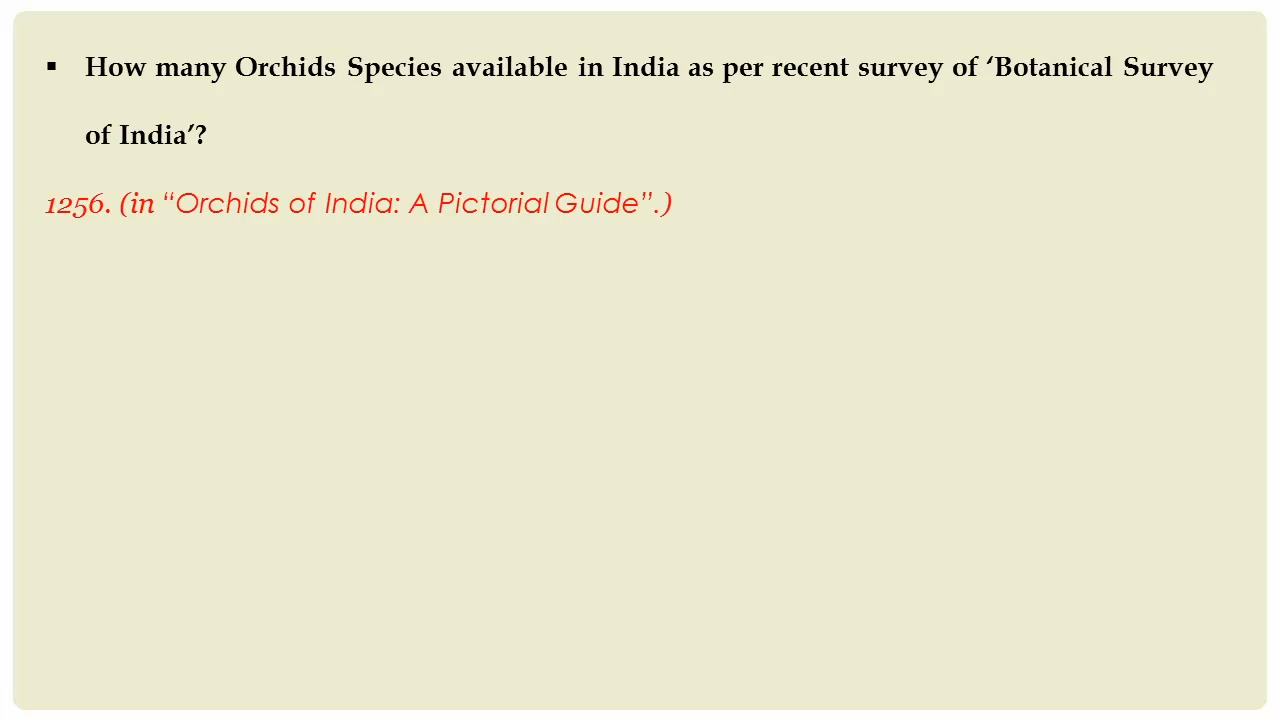 ▪ How many Orchids Species available in India as per recent survey of ‘Botanical Survey
of India’?
1256. (in “Orchids of India: A Pictorial Guide”.)